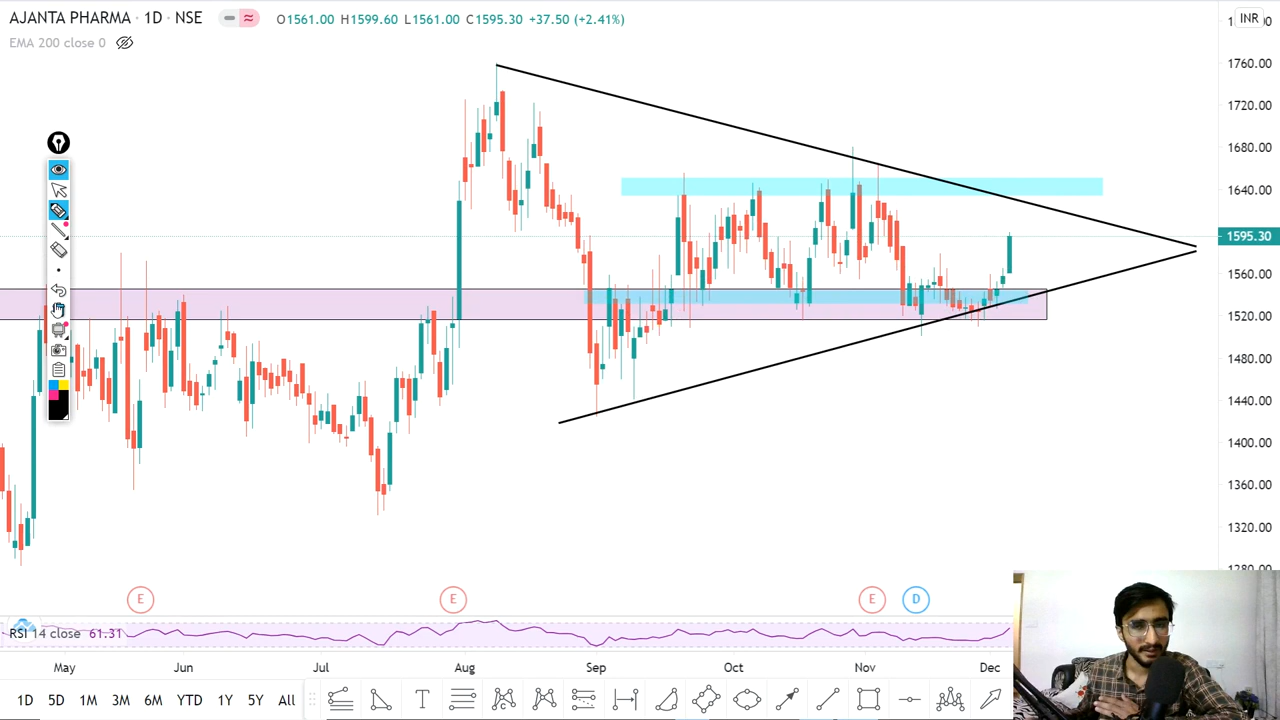 AJANTA PHARMA · 1D · NSE
O1561.00 H1599.60 L1561.00 C1595.30 +37.50 (+2.41%)
INR
EMA 200 close 0
1760.00
1720.00
1680.00
1640.00
1595.30
1560.00
1520.00
1480.00
1440.00
1400.00
1360.00
1320.00
1280.00
E
E
E
D
RSI 14 close 61.31
May Jun Jul Aug Sep Oct Nov Dec
1D 5D 1M 3M 6M YTD 1Y 5Y All